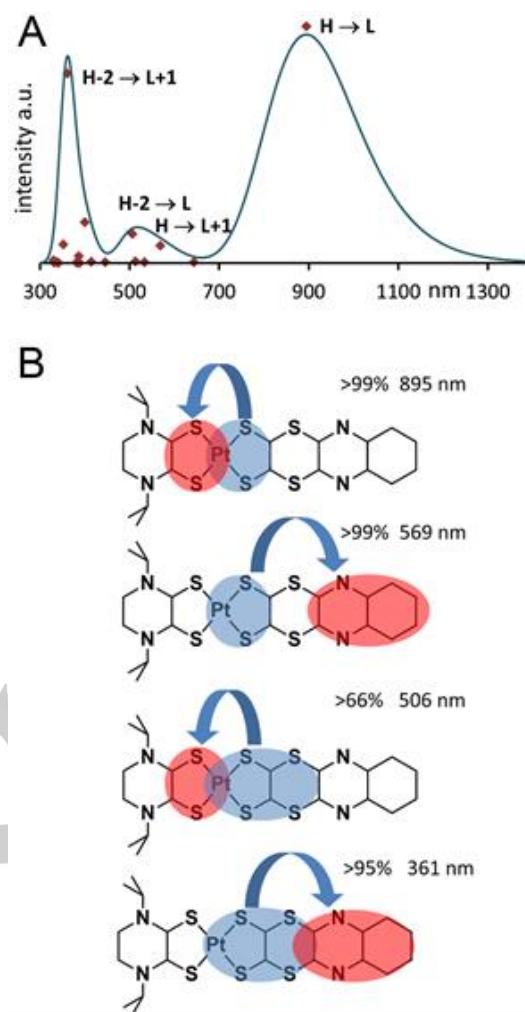 A
intensity a.u.
H → L
H-2 → L+1
H-2 → L
H → L+1
300 500 700 900 nm 1100 1300
B
>99% 895 nm
N S S S N
Pt
N S S S N
>99% 569 nm
N S S S N
Pt
N S S S N
>66% 506 nm
N S S S N
Pt
N S S S N
>95% 361 nm
N S S S N
Pt
N S S S N